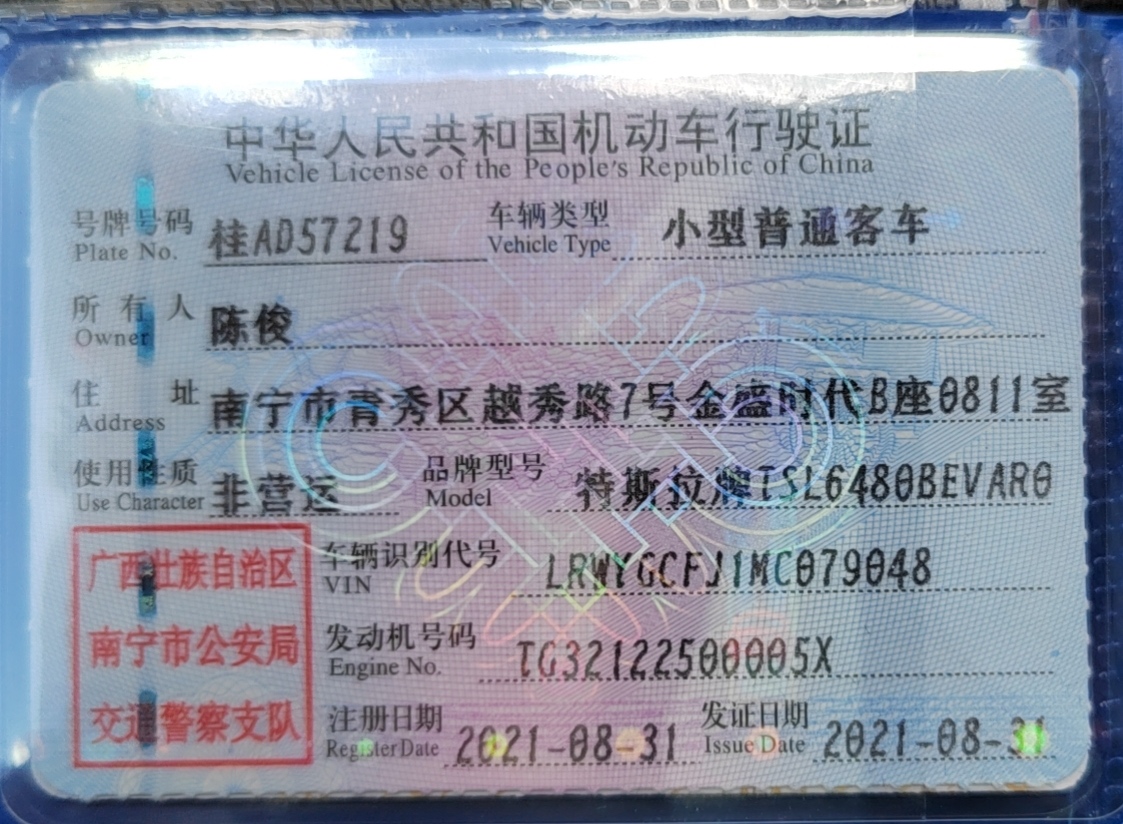 中华人民共和国机动车行驶证
Vehicle License of the People's Republic of China
号牌号码 桂AD57219 车辆类型 小型普通客车
Plate No. Vehicle Type
所有人 陈俊
Owner
住址 南宁市青秀区越秀路7号金盛时代B座0811室
Address
使用性质 非营运 品牌型号 特斯拉牌TSL6480BEVAR0
Use Character Model
广西壮族自治区 车辆识别代号 LRWYGCFJ1MC079048
VIN
南宁市公安局 发动机号码 TG32122500005X
Engine No.
交通警察支队 注册日期 2021-08-31 发证日期 2021-08-31
Register Date Issue Date